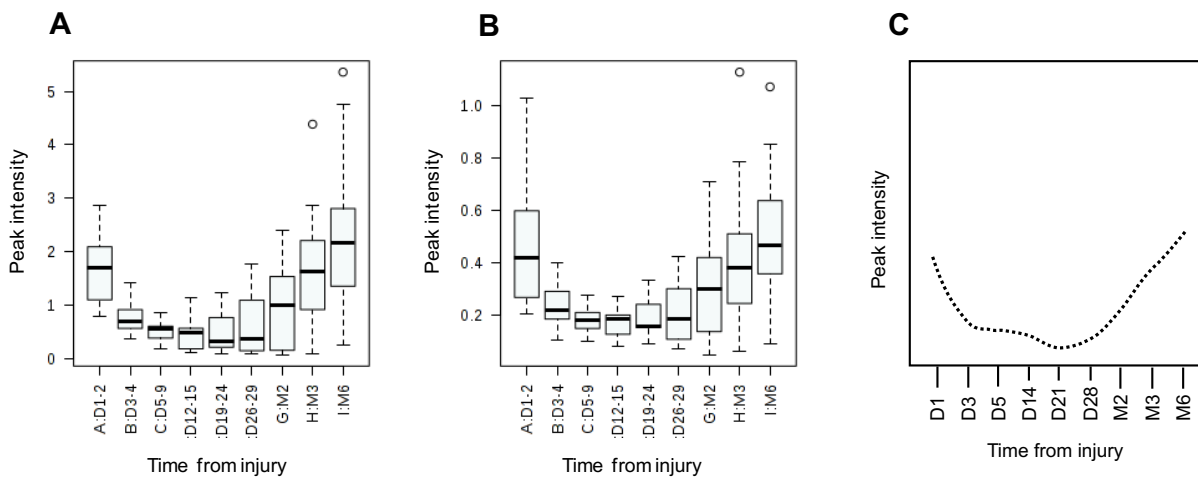 A
B
C
Peak intensity
5
4
3
2
1
0
A:D1-2
B:D3-4
C:D5-9
:D12-15
:D19-24
:D26-29
G:M2
H:M3
I:M6
Time from injury
Peak intensity
1.0
0.8
0.6
0.4
0.2
A:D1-2
B:D3-4
C:D5-9
:D12-15
:D19-24
:D26-29
G:M2
H:M3
I:M6
Time from injury
Peak intensity
D1
D3
D5
D14
D21
D28
M2
M3
M6
Time from injury